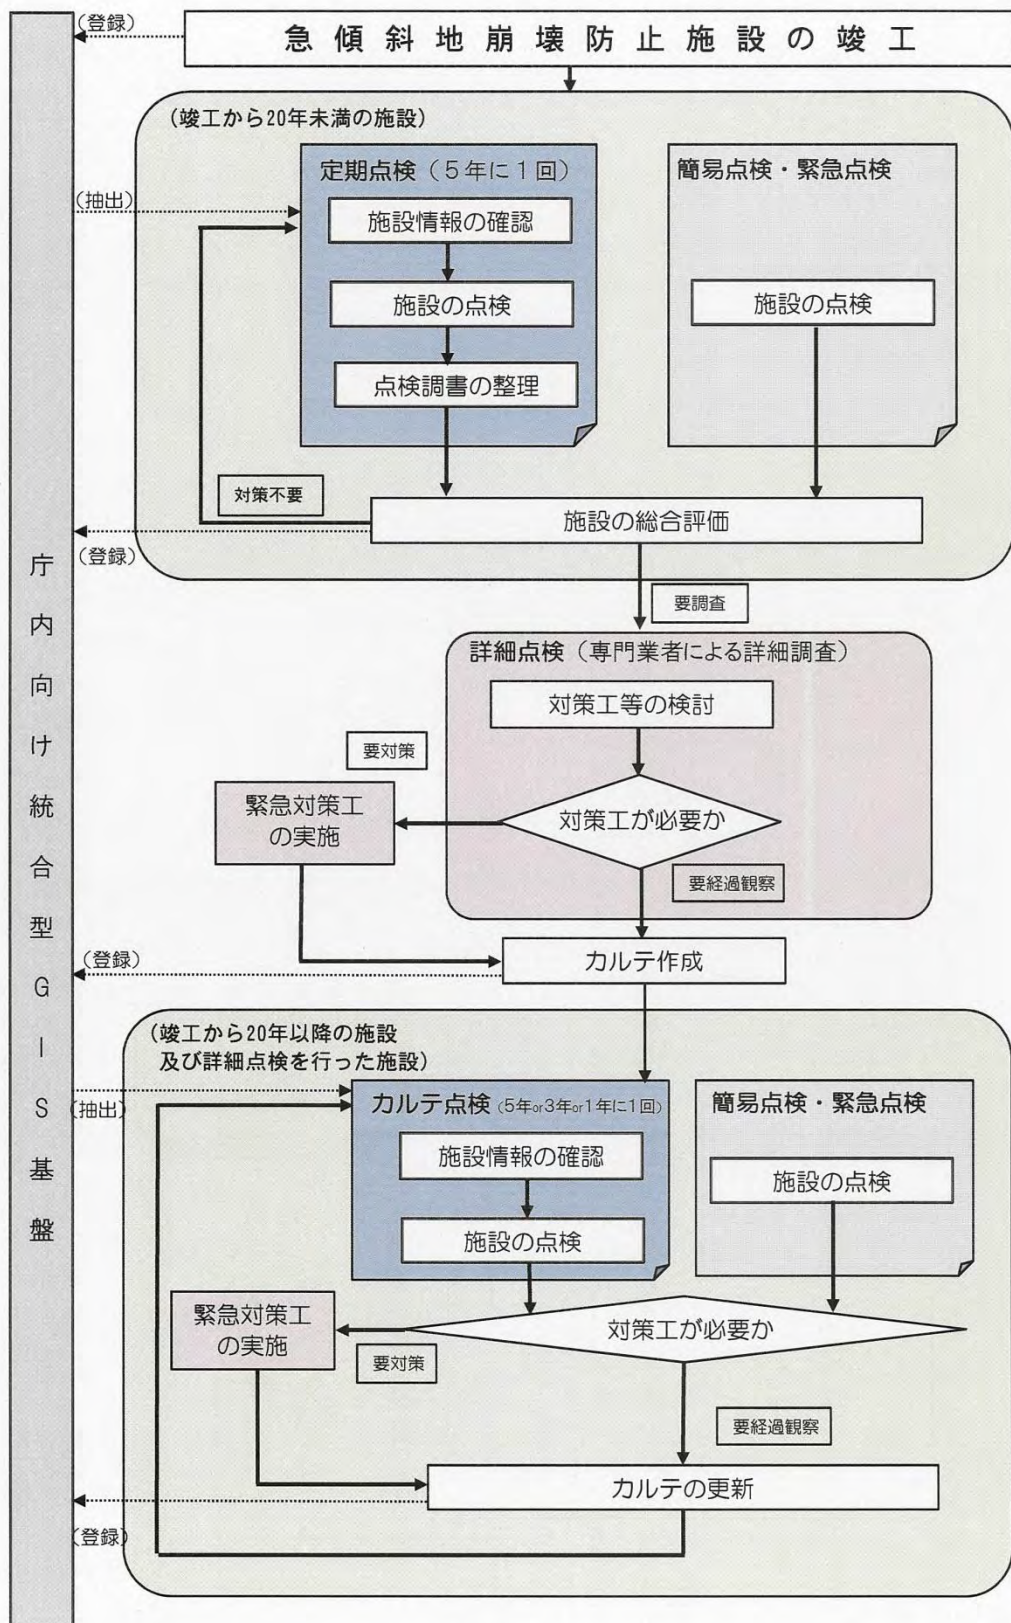 急傾斜地崩壊防止施設の竣工
(登録)
(竣工から20年未満の施設)
定期点検(5年に1回)
簡易点検・緊急点検
(抽出)
施設情報の確認
施設の点検
施設の点検
点検調書の整理
対策不要
施設の総合評価
(登録)
要調査
詳細点検(専門業者による詳細調査)
対策工等の検討
要対策
緊急対策工
の実施
対策工が必要か
要経過観察
カルテ作成
(登録)
(竣工から20年以降の施設
及び詳細点検を行った施設)
(抽出)
カルテ点検(5年or3年or1年に1回)
簡易点検・緊急点検
施設情報の確認
施設の点検
施設の点検
緊急対策工
の実施
対策工が必要か
要対策
要経過観察
カルテの更新
(登録)
庁内向け統合型GIS基盤